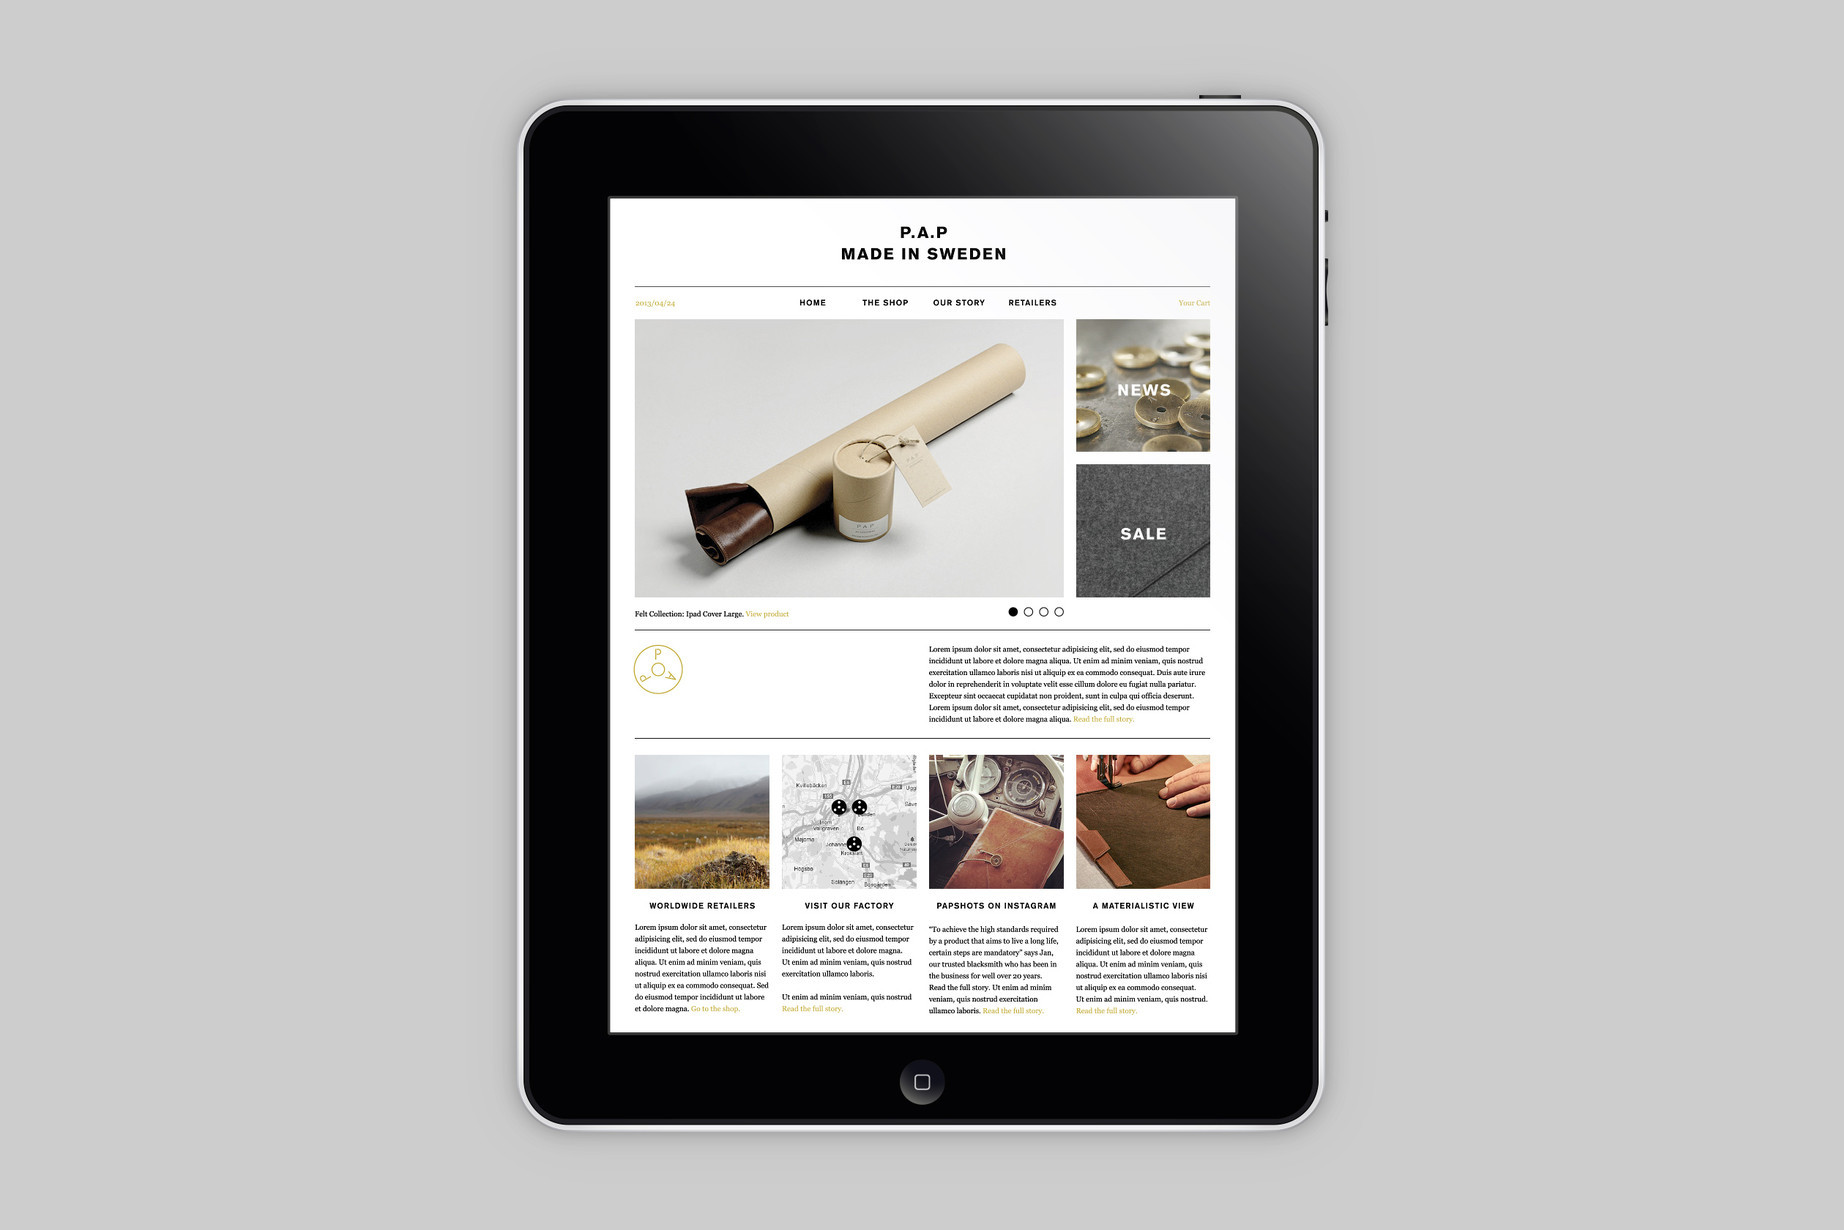 P.A.P
MADE IN SWEDEN
2013/04/24
HOME
THE SHOP
OUR STORY
RETAILERS
Your Cart
NEWS
P.A.P
P.A.P
SALE
Felt Collection: Ipad Cover Large. View product
P
A
P
Lorem ipsum dolor sit amet, consectetur adipisicing elit, sed do eiusmod tempor
incididunt ut labore et dolore magna aliqua. Ut enim ad minim veniam, quis nostrud
exercitation ullamco laboris nisi ut aliquip ex ea commodo consequat. Duis aute irure
dolor in reprehenderit in voluptate velit esse cillum dolore eu fugiat nulla pariatur.
Excepteur sint occaecat cupidatat non proident, sunt in culpa qui officia deserunt.
Lorem ipsum dolor sit amet, consectetur adipisicing elit, sed do eiusmod tempor
incididunt ut labore et dolore magna aliqua. Read the full story.
Kvillebäcken
Majorna
Högsbo
Johanne
Krokslätt
Solängen
Bosgården
WORLDWIDE RETAILERS
Lorem ipsum dolor sit amet, consectetur
adipisicing elit, sed do eiusmod tempor
incididunt ut labore et dolore magna
aliqua. Ut enim ad minim veniam, quis
nostrud exercitation ullamco laboris nisi
ut aliquip ex ea commodo consequat. Sed
do eiusmod tempor incididunt ut labore
et dolore magna. Go to the shop.
VISIT OUR FACTORY
Lorem ipsum dolor sit amet, consectetur
adipisicing elit, sed do eiusmod tempor
incididunt ut labore et dolore magna.
Ut enim ad minim veniam, quis nostrud
exercitation ullamco laboris.
Ut enim ad minim veniam, quis nostrud
Read the full story.
PAPSHOTS ON INSTAGRAM
“To achieve the high standards required
by a product that aims to live a long life,
certain steps are mandatory” says Jan,
our trusted blacksmith who has been in
the business for well over 20 years.
Read the full story. Ut enim ad minim
veniam, quis nostrud exercitation
ullamco laboris. Read the full story.
A MATERIALISTIC VIEW
Lorem ipsum dolor sit amet, consectetur
adipisicing elit, sed do eiusmod tempor
incididunt ut labore et dolore magna
aliqua. Ut enim ad minim veniam, quis
nostrud exercitation ullamco laboris nisi
ut aliquip ex ea commodo consequat.
Ut enim ad minim veniam, quis nostrud.
Read the full story.